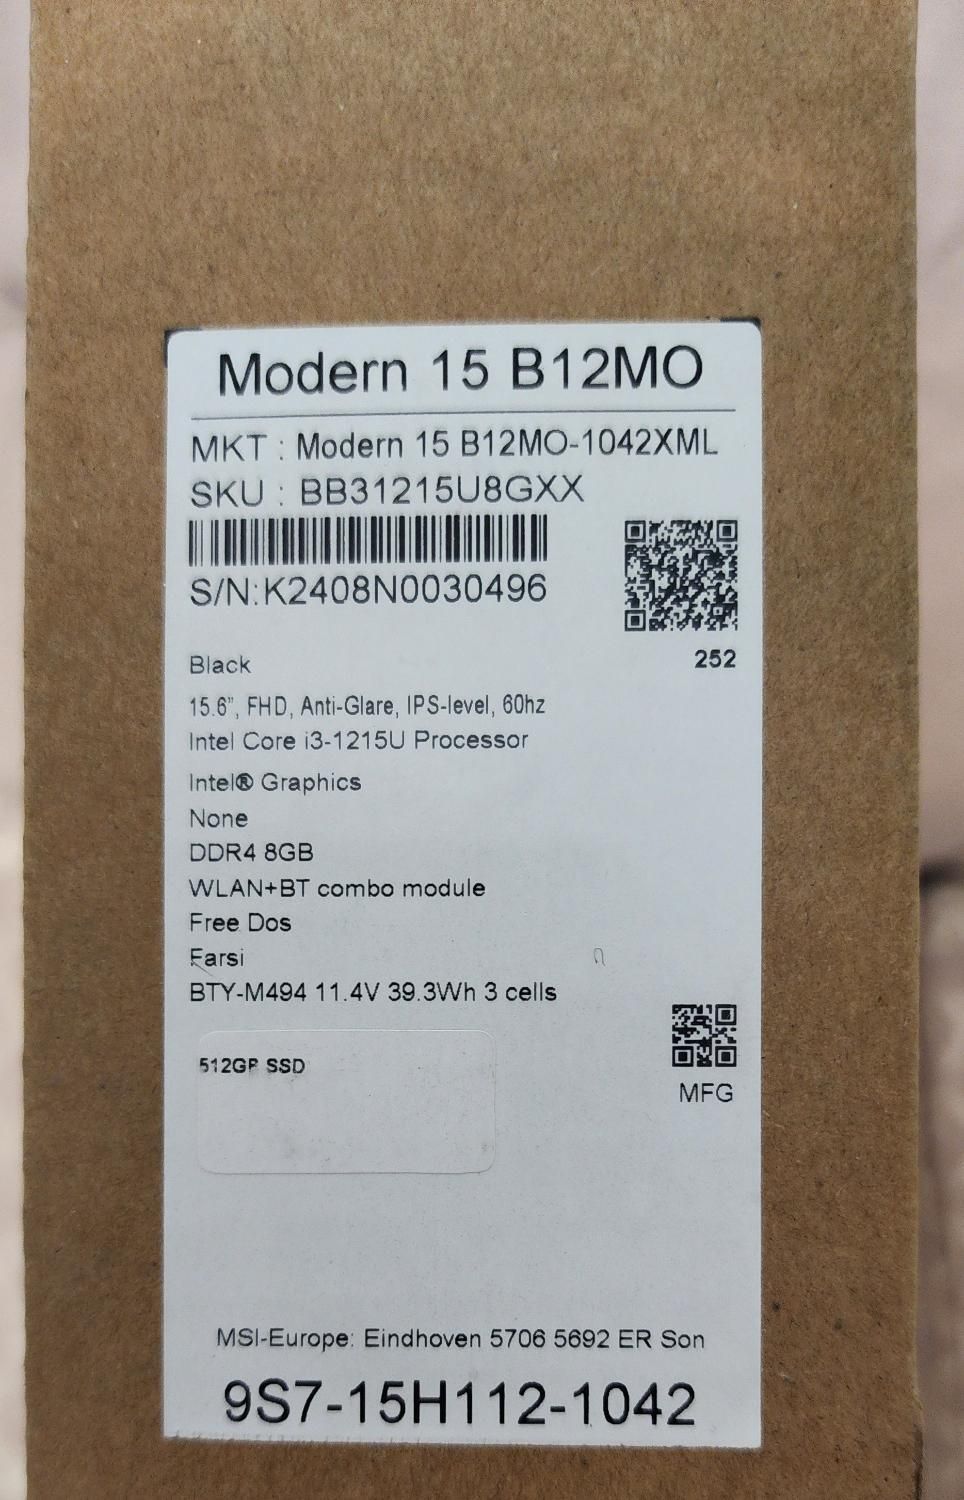 Modern 15 B12MO
MKT : Modern 15 B12MO-1042XML
SKU : BB31215U8GXX
S/N:K2408N0030496
252
Black
15.6", FHD, Anti-Glare, IPS-level, 60hz
Intel Core i3-1215U Processor
Intel® Graphics
None
DDR4 8GB
WLAN+BT combo module
Free Dos
Farsi
BTY-M494 11.4V 39.3Wh 3 cells
512GB SSD
MFG
MSI-Europe: Eindhoven 5706 5692 ER Son
9S7-15H112-1042